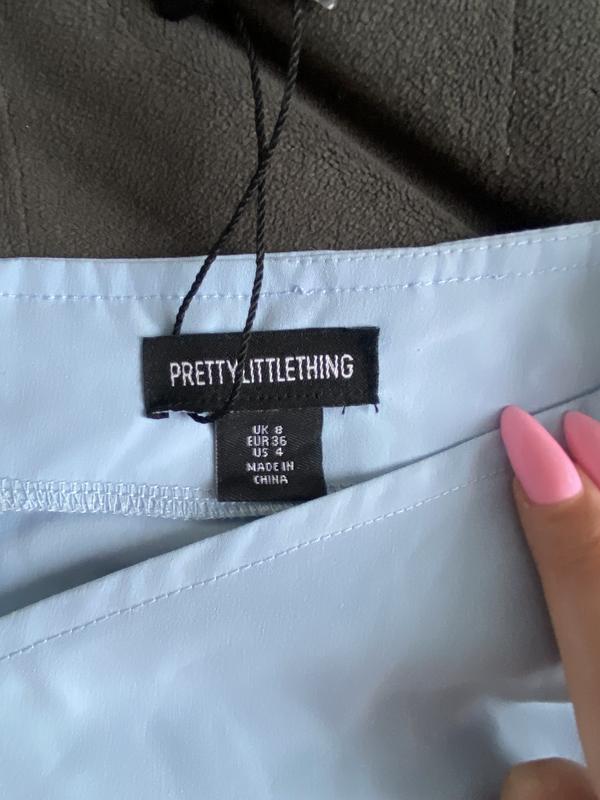 PRETTYLITTLETHING
UK 8
EUR 36
US 4
MADE IN
CHINA